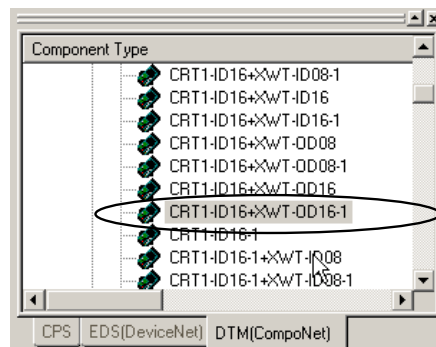 Component Type
CRT1-ID16+XWT-ID08-1
CRT1-ID16+XWT-ID16
CRT1-ID16+XWT-ID16-1
CRT1-ID16+XWT-OD08
CRT1-ID16+XWT-OD08-1
CRT1-ID16+XWT-OD16
CRT1-ID16+XWT-OD16-1
CRT1-ID16-1
CRT1-ID16-1+XWT-ID08
CRT1-ID16-1+XWT-ID08-1
CPS EDS(DeviceNet) DTM(CompoNet)